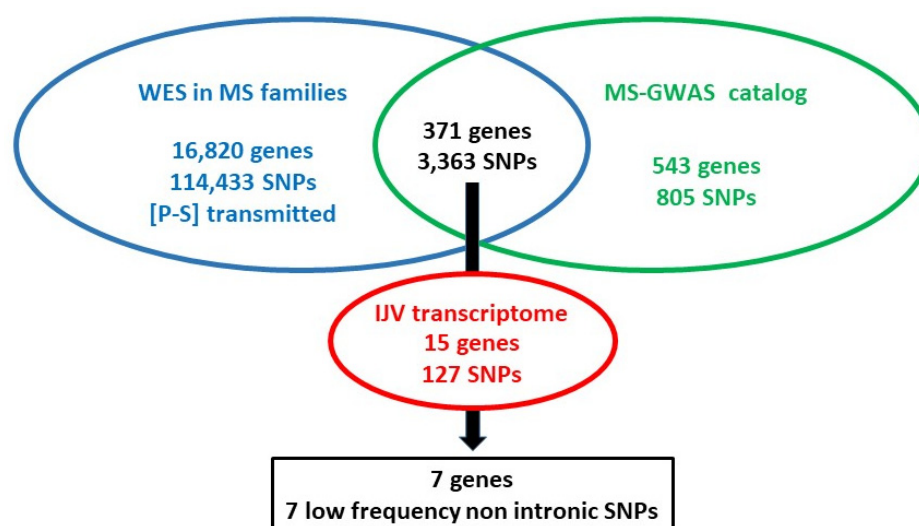 WES in MS families
16,820 genes
114,433 SNPs
[P-S] transmitted
371 genes
3,363 SNPs
MS-GWAS catalog
543 genes
805 SNPs
IJV transcriptome
15 genes
127 SNPs
7 genes
7 low frequency non intronic SNPs